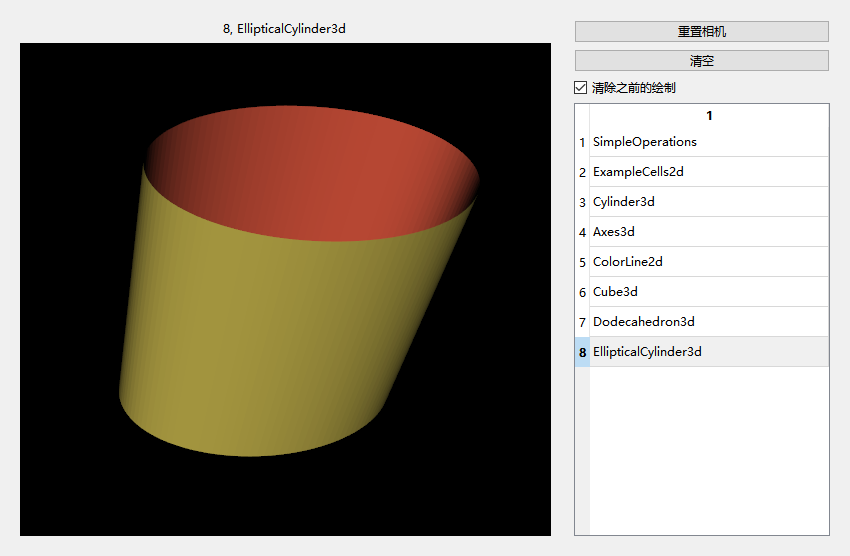 8, EllipticalCylinder3d
重置相机
清空
清除之前的绘制
1
1 SimpleOperations
2 ExampleCells2d
3 Cylinder3d
4 Axes3d
5 ColorLine2d
6 Cube3d
7 Dodecahedron3d
8 EllipticalCylinder3d